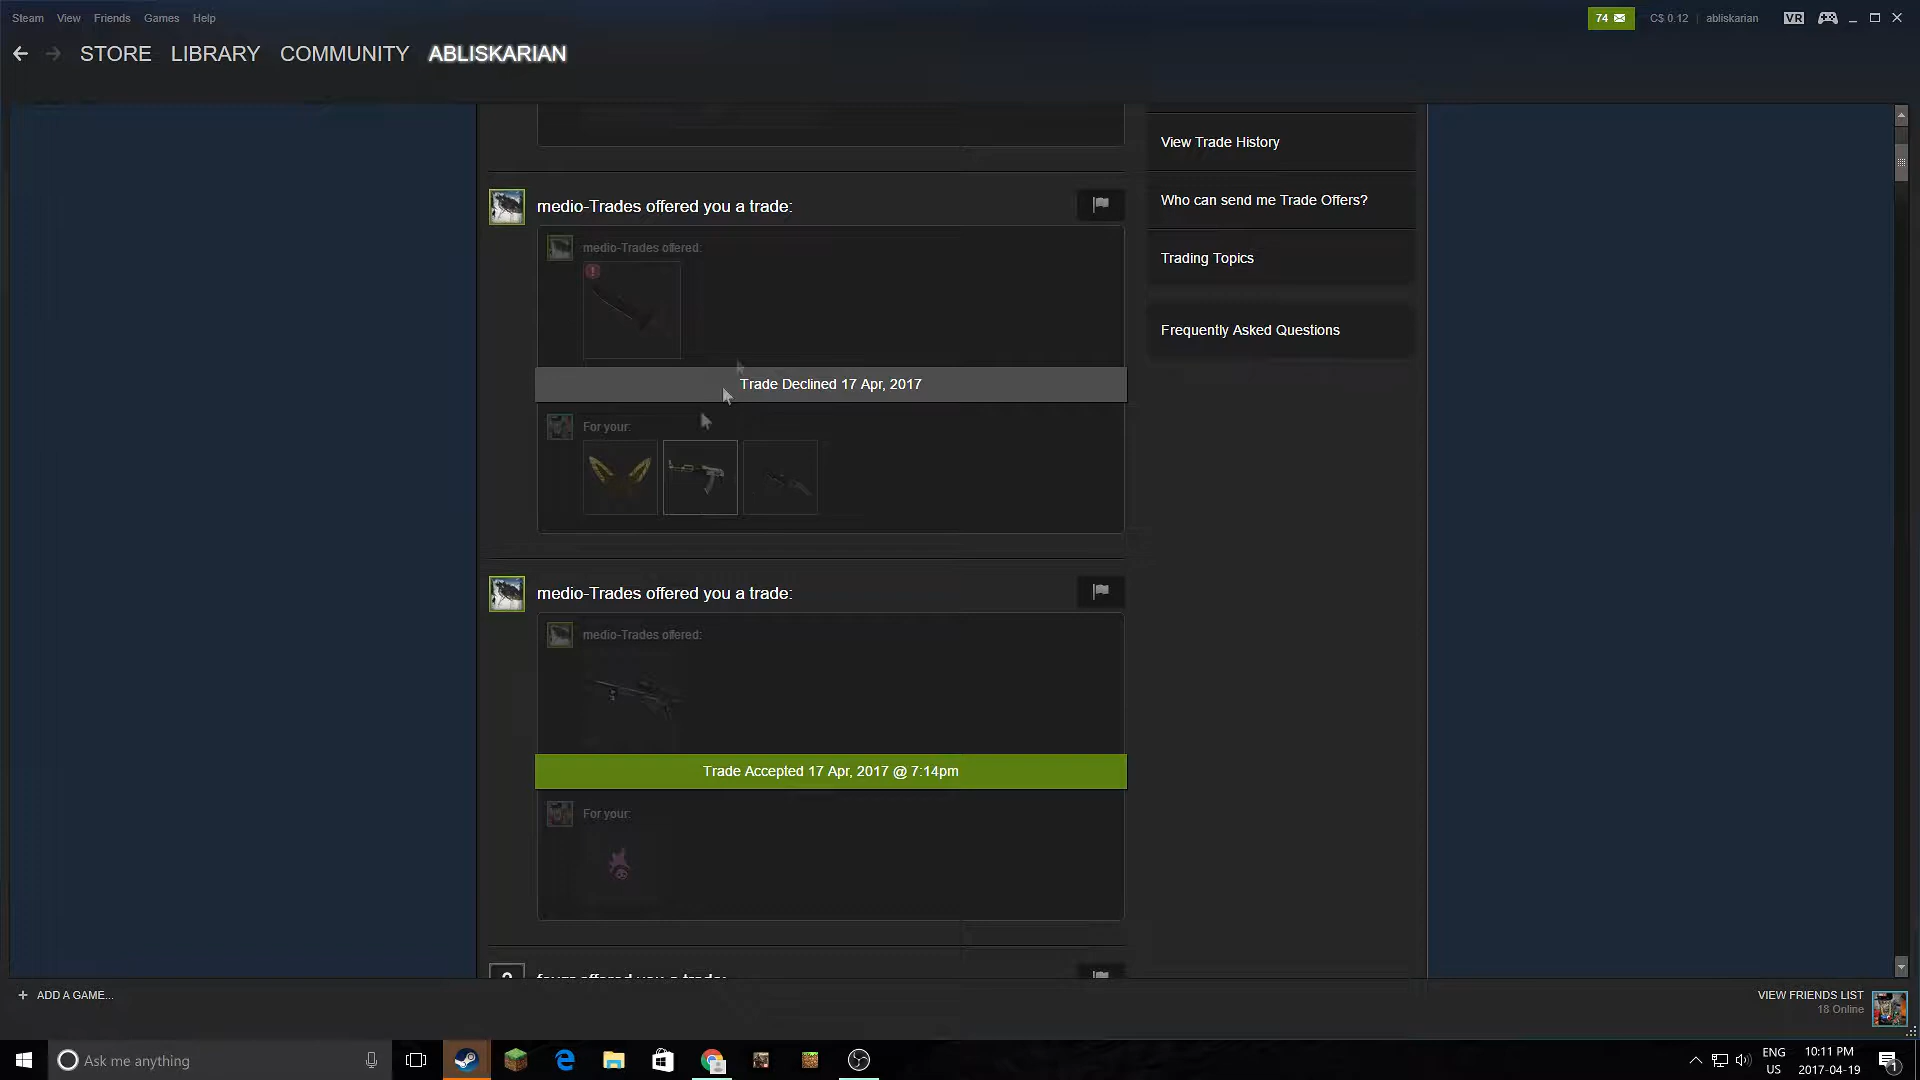 Steam View Friends Games Help
74 C$ 0.12 abliskarian VR
STORE LIBRARY COMMUNITY ABLISKARIAN
View Trade History
medio-Trades offered you a trade:
Who can send me Trade Offers?
medio-Trades offered:
Trading Topics
Frequently Asked Questions
Trade Declined 17 Apr, 2017
For your:
medio-Trades offered you a trade:
medio-Trades offered:
Trade Accepted 17 Apr, 2017 @ 7:14pm
For your:
+ ADD A GAME...
VIEW FRIENDS LIST
18 Online
Ask me anything
ENG
US
10:11 PM
2017-04-19
1